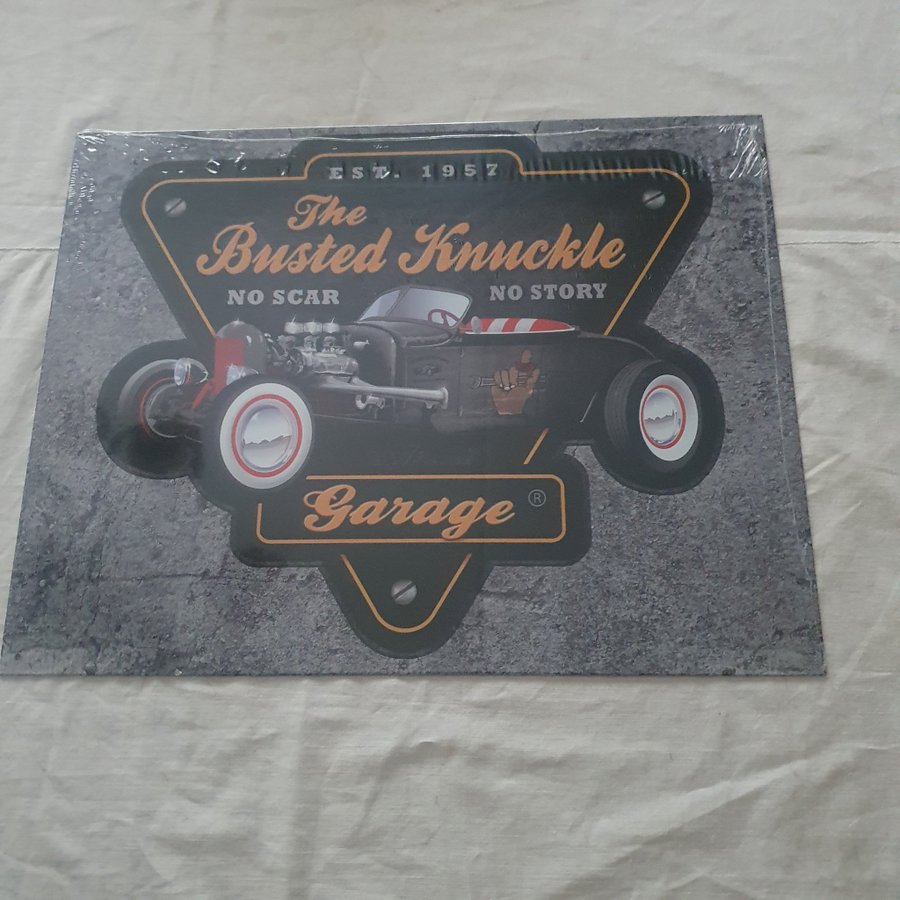 EST. 1957
The
Busted Knuckle
NO SCAR NO STORY
Garage ®